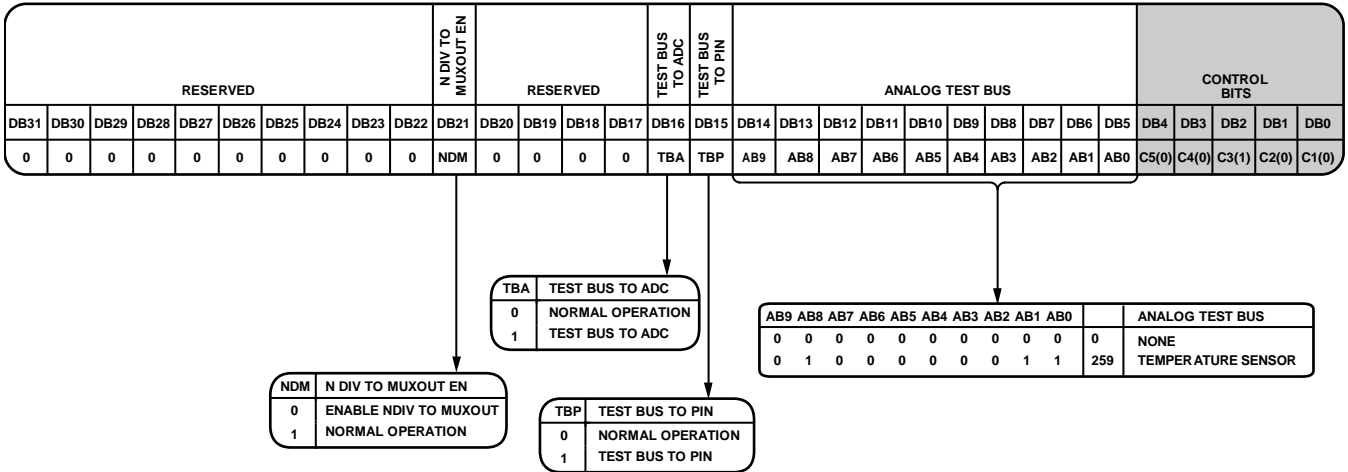 RESERVED
N DIV TO
MUXOUT EN
RESERVED
TEST BUS
TO ADC
TEST BUS
TO PIN
ANALOG TEST BUS
CONTROL
BITS
DB31 DB30 DB29 DB28 DB27 DB26 DB25 DB24 DB23 DB22 DB21 DB20 DB19 DB18 DB17 DB16 DB15 DB14 DB13 DB12 DB11 DB10 DB9 DB8 DB7 DB6 DB5 DB4 DB3 DB2 DB1 DB0
0 0 0 0 0 0 0 0 0 0 NDM 0 0 0 0 TBA TBP AB9 AB8 AB7 AB6 AB5 AB4 AB3 AB2 AB1 AB0 C5(0) C4(0) C3(1) C2(0) C1(0)
TBA TEST BUS TO ADC
0 NORMAL OPERATION
1 TEST BUS TO ADC
AB9 AB8 AB7 AB6 AB5 AB4 AB3 AB2 AB1 AB0 ANALOG TEST BUS
0 0 0 0 0 0 0 0 0 0 0 NONE
0 1 0 0 0 0 0 0 1 1 259 TEMPERATURE SENSOR
NDM N DIV TO MUXOUT EN
0 ENABLE NDIV TO MUXOUT
1 NORMAL OPERATION
TBP TEST BUS TO PIN
0 NORMAL OPERATION
1 TEST BUS TO PIN